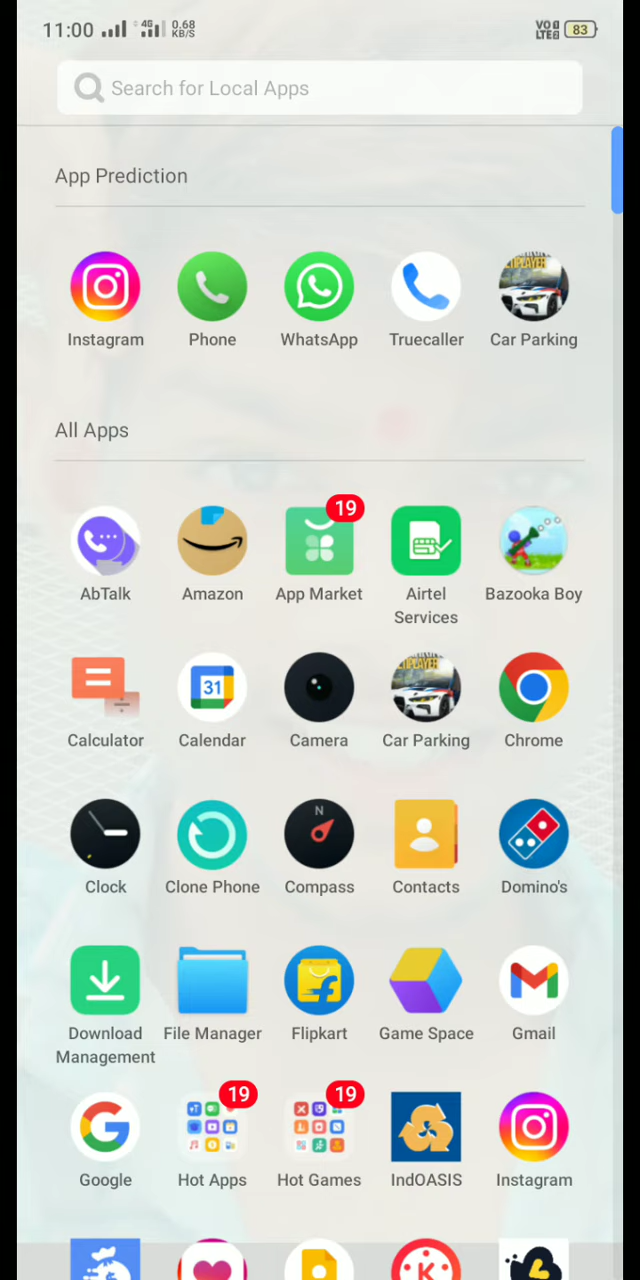 11:00 4G 0.68 KB/S VO LTE 83
Search for Local Apps
App Prediction
Instagram Phone WhatsApp Truecaller Car Parking
All Apps
19
AbTalk Amazon App Market Airtel Services Bazooka Boy
31
Calculator Calendar Camera Car Parking Chrome
N
Clock Clone Phone Compass Contacts Domino's
Download Management File Manager Flipkart Game Space Gmail
19 19
Google Hot Apps Hot Games IndOASIS Instagram
K